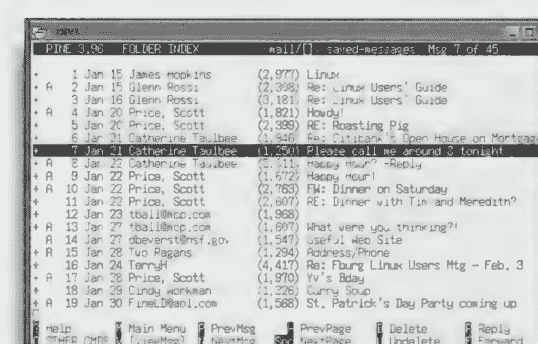 PINE 3.96 FOLDER INDEX mail/[] saved-messages Msg 7 of 45
+ 1 Jan 15 James Hopkins (2,977) Linux
+ A 2 Jan 15 Glenn Rossi (2,398) Re: Linux Users' Guide
+ 3 Jan 16 Glenn Rossi (3,181) Re: Linux Users' Guide
+ A 4 Jan 20 Price, Scott (1,821) Howdy!
+ 5 Jan 20 Price, Scott (2,399) RE: Roasting Pig
+ 6 Jan 21 Catherine Taulbee (1,946) Re: Citibank's Open House on Mortgag
+ 7 Jan 21 Catherine Taulbee (1,350) Please call me around 3 tonight
+ A 8 Jan 22 Catherine Taulbee Happy Hour? -Reply
+ A 9 Jan 22 Price, Scott (1,672) Happy Hour!
+ A 10 Jan 22 Price, Scott (2,763) FW: Dinner on Saturday
11 Jan 22 Price, Scott (2,607) RE: Dinner with Tim and Meredith?
+ 12 Jan 23 tball@mcp.com (1,968)
+ A 13 Jan 27 tball@mcp.com (1,697) What were you thinking?!
A 14 Jan 27 dbeverst@nsf.gov (1,547) Useful Web Site
+ A 15 Jan 28 Two Pagans (1,294) Address/Phone
+ 16 Jan 24 TerryH (4,417) Re: Fburg Linux Users Mtg - Feb. 3
+ A 17 Jan 28 Price, Scott (1,970) Yv's Bday
18 Jan 29 Cindy workman (1,326) Curry Soup
+ A 19 Jan 30 FineLD@aol.com (1,568) St. Patrick's Day Party coming up
? Help M Main Menu P PrevMsg - PrevPage D Delete R Reply
O OTHER CMDS V [ViewMsg] N NextMsg Spc NextPage U Undelete F Forward